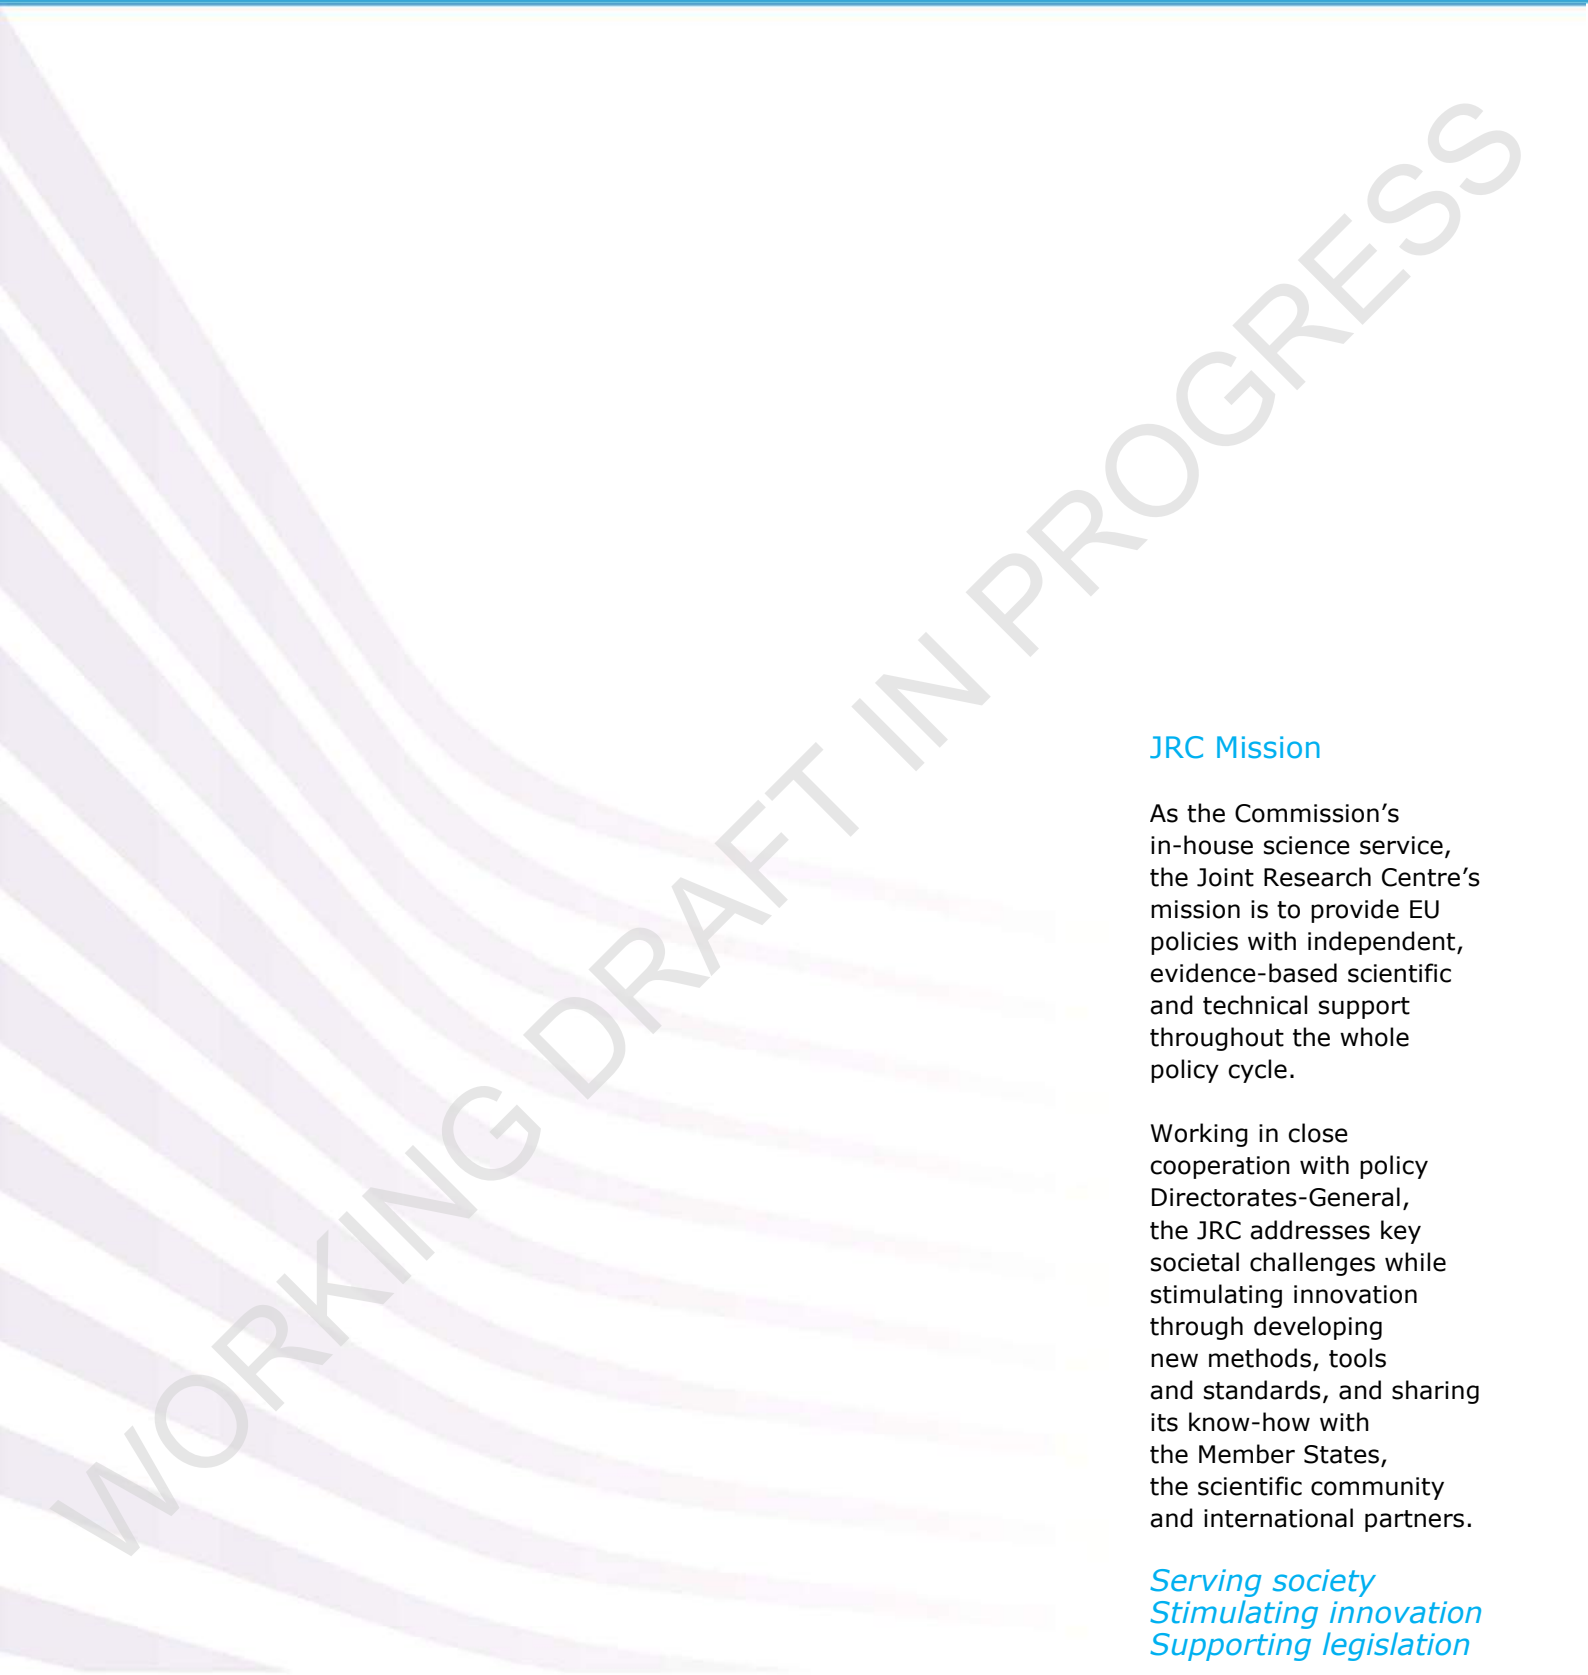 WORKING DRAFT IN PROGRESS
JRC Mission
As the Commission’s
in-house science service,
the Joint Research Centre’s
mission is to provide EU
policies with independent,
evidence-based scientific
and technical support
throughout the whole
policy cycle.
Working in close
cooperation with policy
Directorates-General,
the JRC addresses key
societal challenges while
stimulating innovation
through developing
new methods, tools
and standards, and sharing
its know-how with
the Member States,
the scientific community
and international partners.
Serving society
Stimulating innovation
Supporting legislation